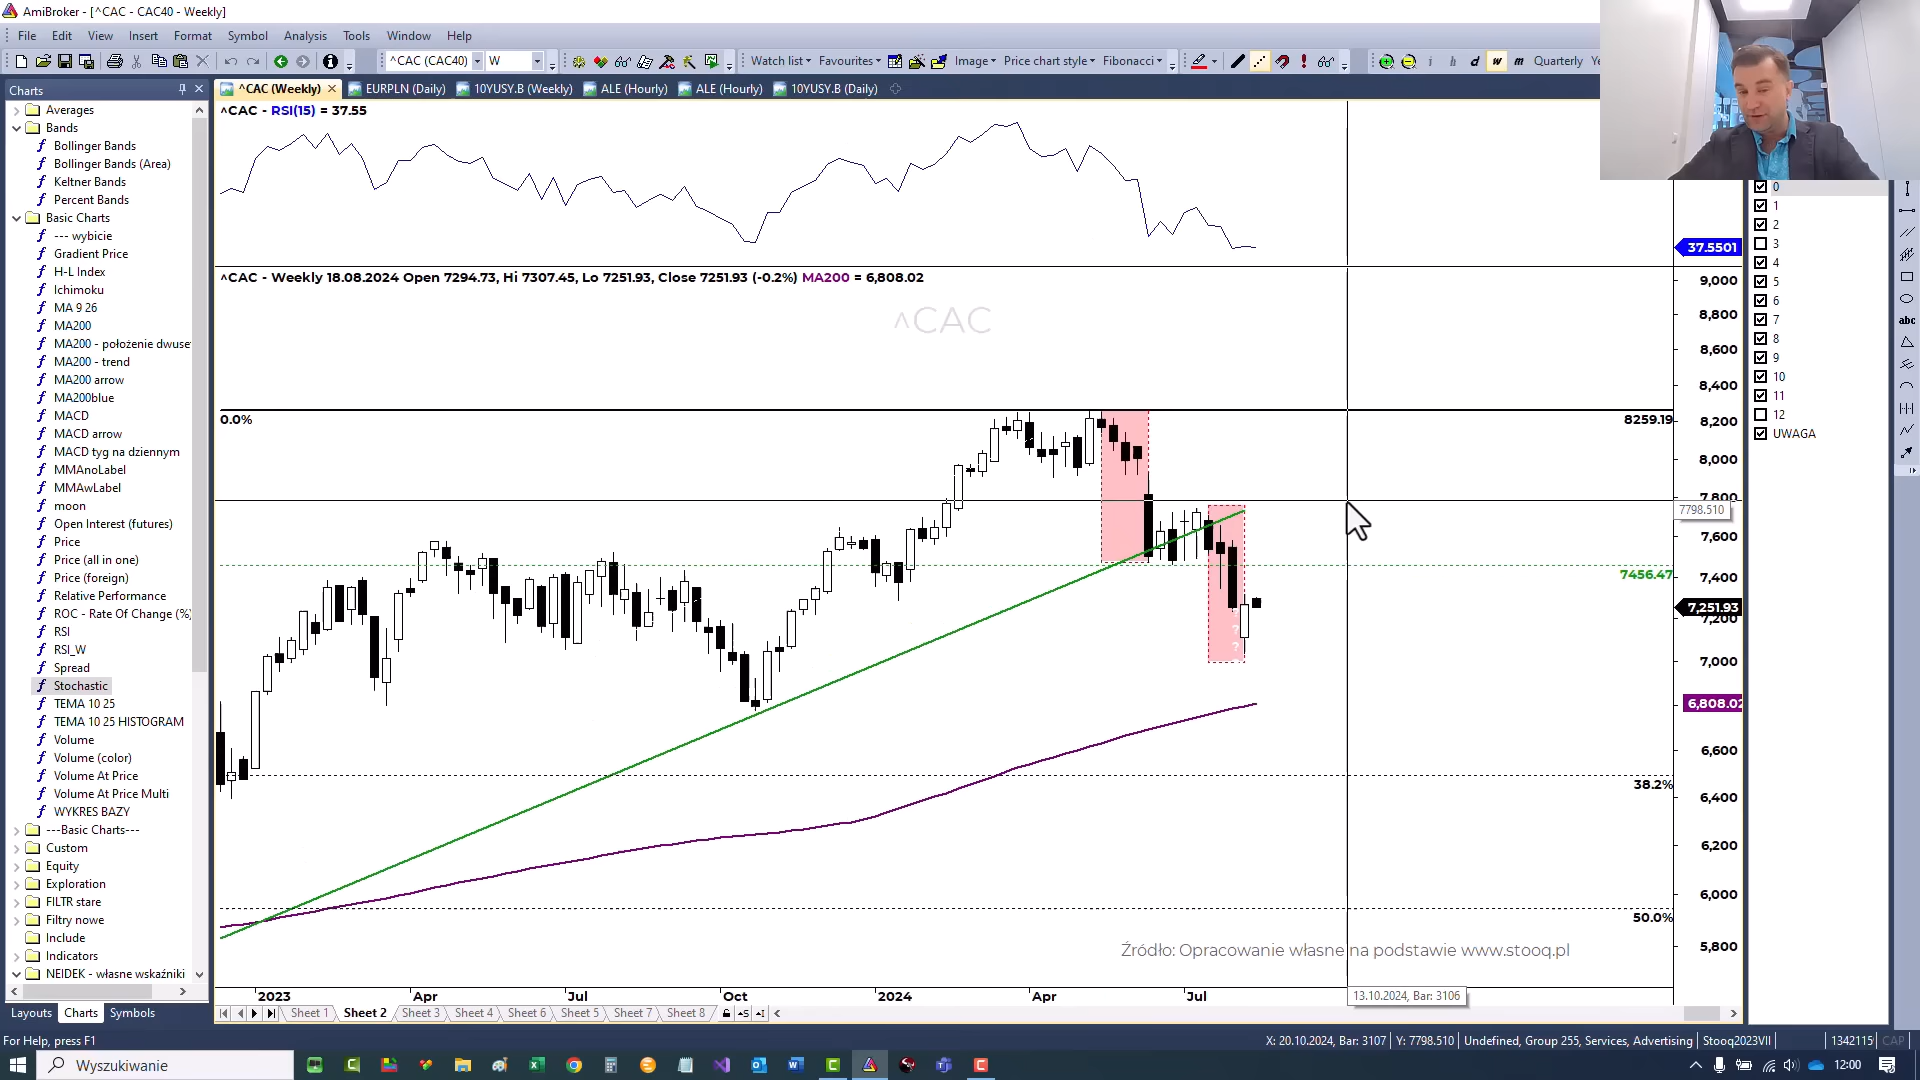 AmiBroker - [^CAC - CAC40 - Weekly]
File Edit View Insert Format Symbol Analysis Tools Window Help
^CAC (CAC40) W Watch list Favourites Image Price chart style Fibonacci i h d w m Quarterly
Charts
^CAC (Weekly) EURPLN (Daily) 10YUSY.B (Weekly) ALE (Hourly) ALE (Hourly) 10YUSY.B (Daily)
Averages
Bands
Bollinger Bands
Bollinger Bands (Area)
Keltner Bands
Percent Bands
Basic Charts
--- wybicie
Gradient Price
H-L Index
Ichimoku
MA 9 26
MA200
MA200 - położenie dwuse
MA200 - trend
MA200 arrow
MA200blue
MACD
MACD arrow
MACD tyg na dziennym
MMAnoLabel
MMAwLabel
moon
Open Interest (futures)
Price
Price (all in one)
Price (foreign)
Relative Performance
ROC - Rate Of Change (%)
RSI
RSI_W
Spread
Stochastic
TEMA 10 25
TEMA 10 25 HISTOGRAM
Volume
Volume (color)
Volume At Price
Volume At Price Multi
WYKRES BAZY
---Basic Charts---
Custom
Equity
Exploration
FILTR stare
Filtry nowe
Include
Indicators
NEIDEK - własne wskaźniki
Layouts Charts Symbols
^CAC - RSI(15) = 37.55
37.5501
^CAC - Weekly 18.08.2024 Open 7294.73, Hi 7307.45, Lo 7251.93, Close 7251.93 (-0.2%) MA200 = 6,808.02
^CAC
9,000
8,800
8,600
8,400
0.0% 8259.19 8,200
8,000
7,800
7798.510
7,600
7456.47 7,400
7,251.93
7,200
7,000
6,808.02
6,600
38.2%
6,400
6,200
6,000
50.0%
5,800
Źródło: Opracowanie własne na podstawie www.stooq.pl
2023 Apr Jul Oct 2024 Apr Jul
13.10.2024, Bar: 3106
Sheet 1 Sheet 2 Sheet 3 Sheet 4 Sheet 6 Sheet 5 Sheet 7 Sheet 8
0
1
2
3
4
5
6
7
8
9
10
11
12
UWAGA
abc
For Help, press F1
X: 20.10.2024, Bar: 3107 Y: 7798.510 Undefined, Group 255, Services, Advertising Stooq2023VII 1342115 CAP
Wyszukiwanie
12:00